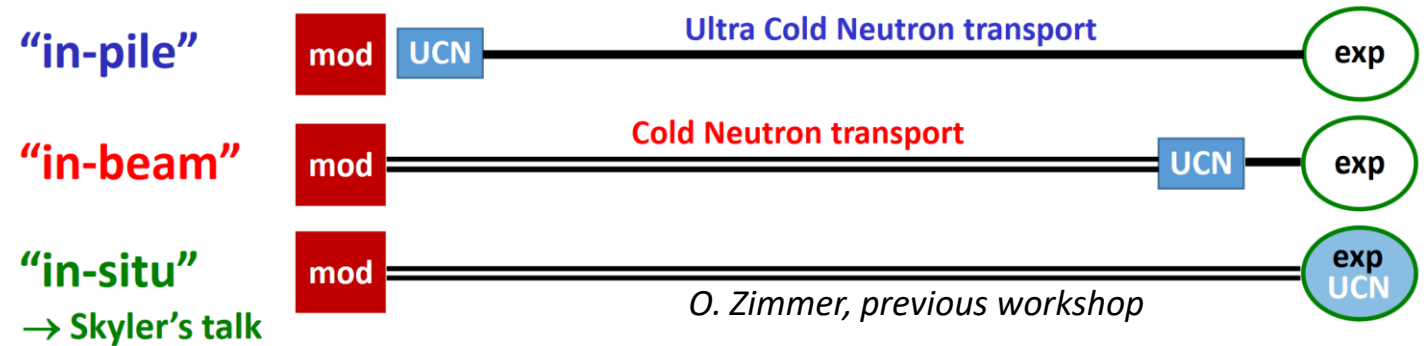 Ultra Cold Neutron transport
“in-pile” mod UCN exp
Cold Neutron transport
“in-beam” mod UCN exp
“in-situ” mod exp
UCN
O. Zimmer, previous workshop
→ Skyler’s talk